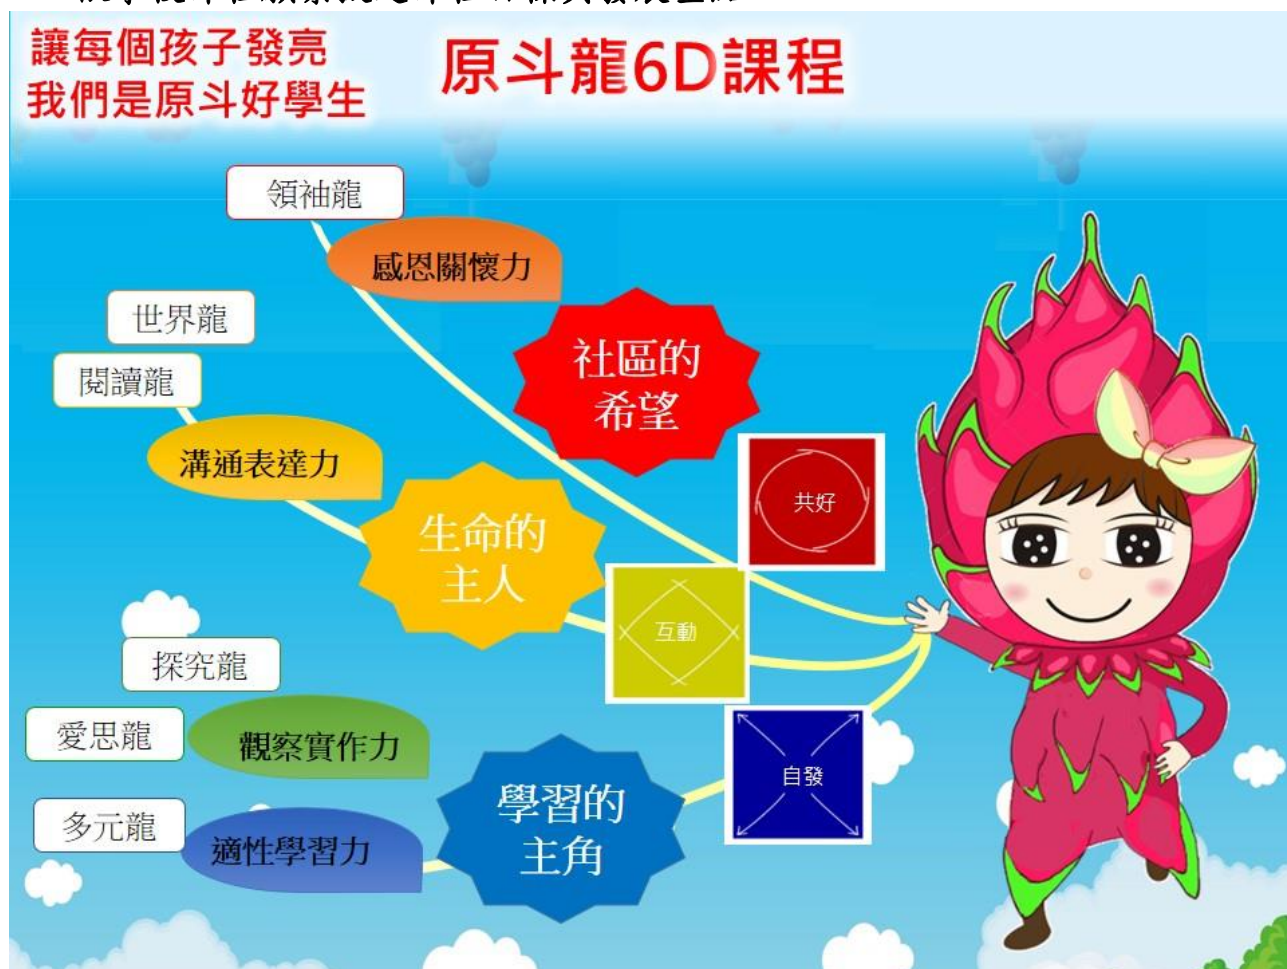 讓每個孩子發亮
我們是原斗好學生
原斗龍6D課程
領袖龍
感恩關懷力
世界龍
閱讀龍
溝通表達力
社區的
希望
共好
生命的
主人
互動
探究龍
愛思龍
觀察實作力
多元龍
適性學習力
學習的
主角
自發